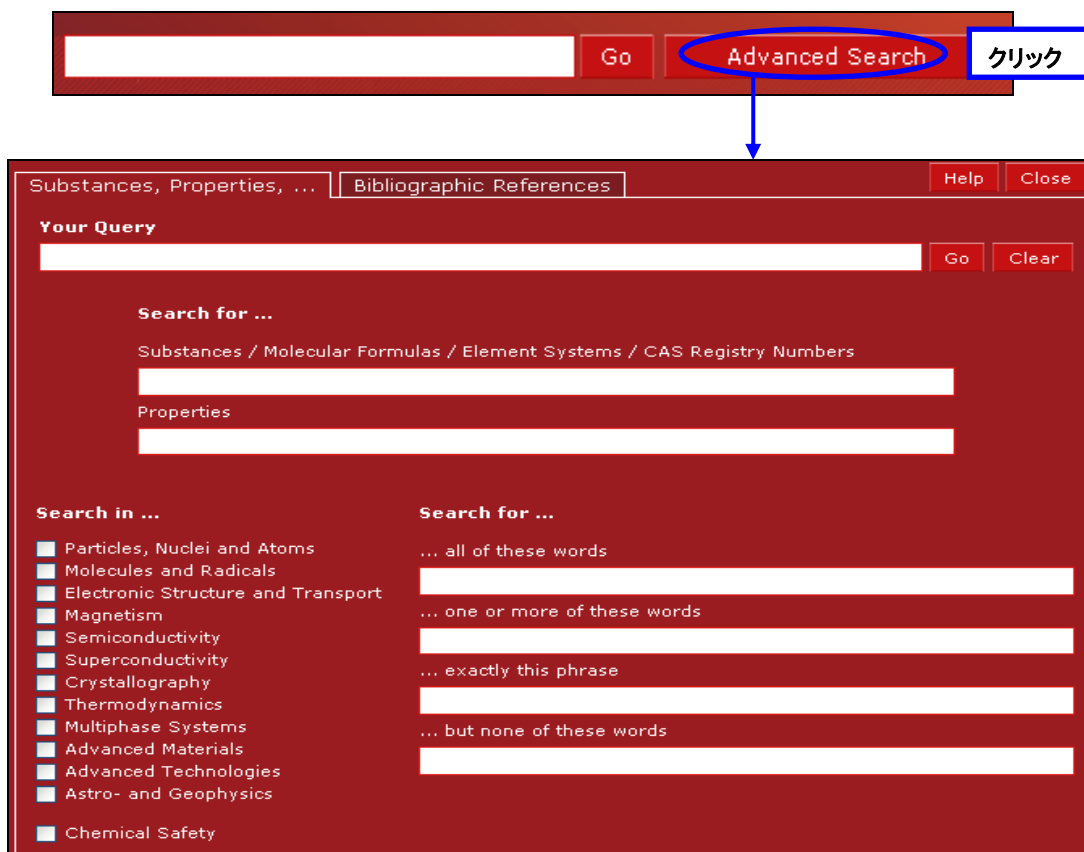 Go Advanced Search クリック
Substances, Properties, ... Bibliographic References Help Close
Your Query
Go Clear
Search for ...
Substances / Molecular Formulas / Element Systems / CAS Registry Numbers
Properties
Search in ...
Particles, Nuclei and Atoms
Molecules and Radicals
Electronic Structure and Transport
Magnetism
Semiconductivity
Superconductivity
Crystallography
Thermodynamics
Multiphase Systems
Advanced Materials
Advanced Technologies
Astro- and Geophysics
Chemical Safety
Search for ...
... all of these words
... one or more of these words
... exactly this phrase
... but none of these words